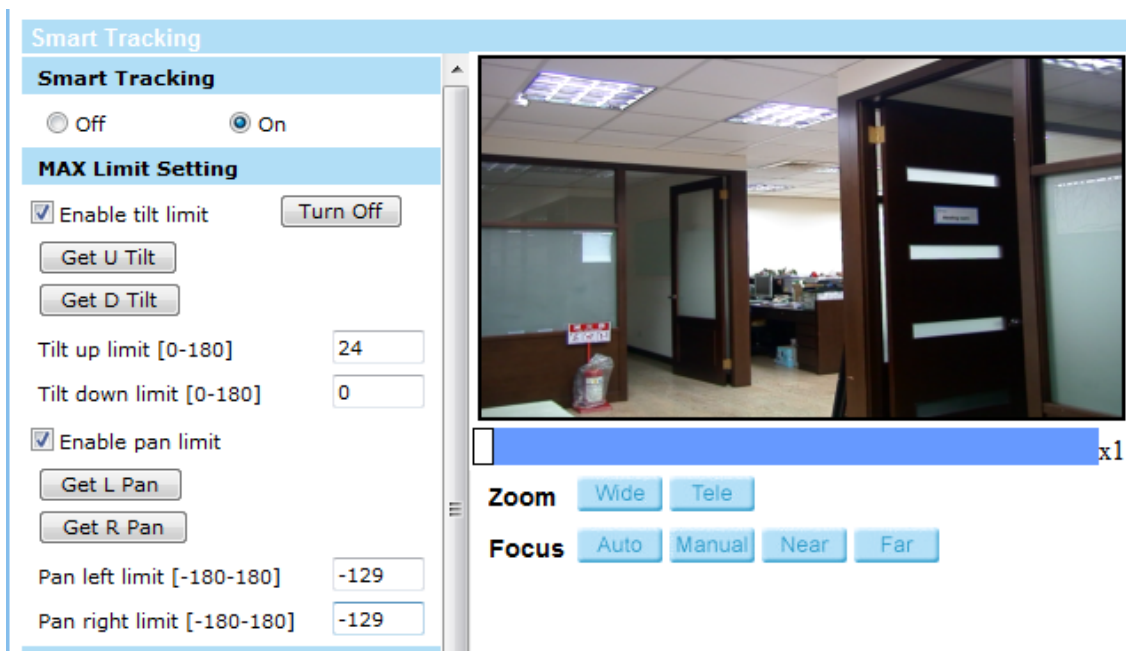 Smart Tracking
Smart Tracking
Off On
MAX Limit Setting
Enable tilt limit Turn Off
Get U Tilt
Get D Tilt
Tilt up limit [0-180] 24
Tilt down limit [0-180] 0
Enable pan limit
Get L Pan
Get R Pan
Pan left limit [-180-180] -129
Pan right limit [-180-180] -129
x1
Zoom Wide Tele
Focus Auto Manual Near Far